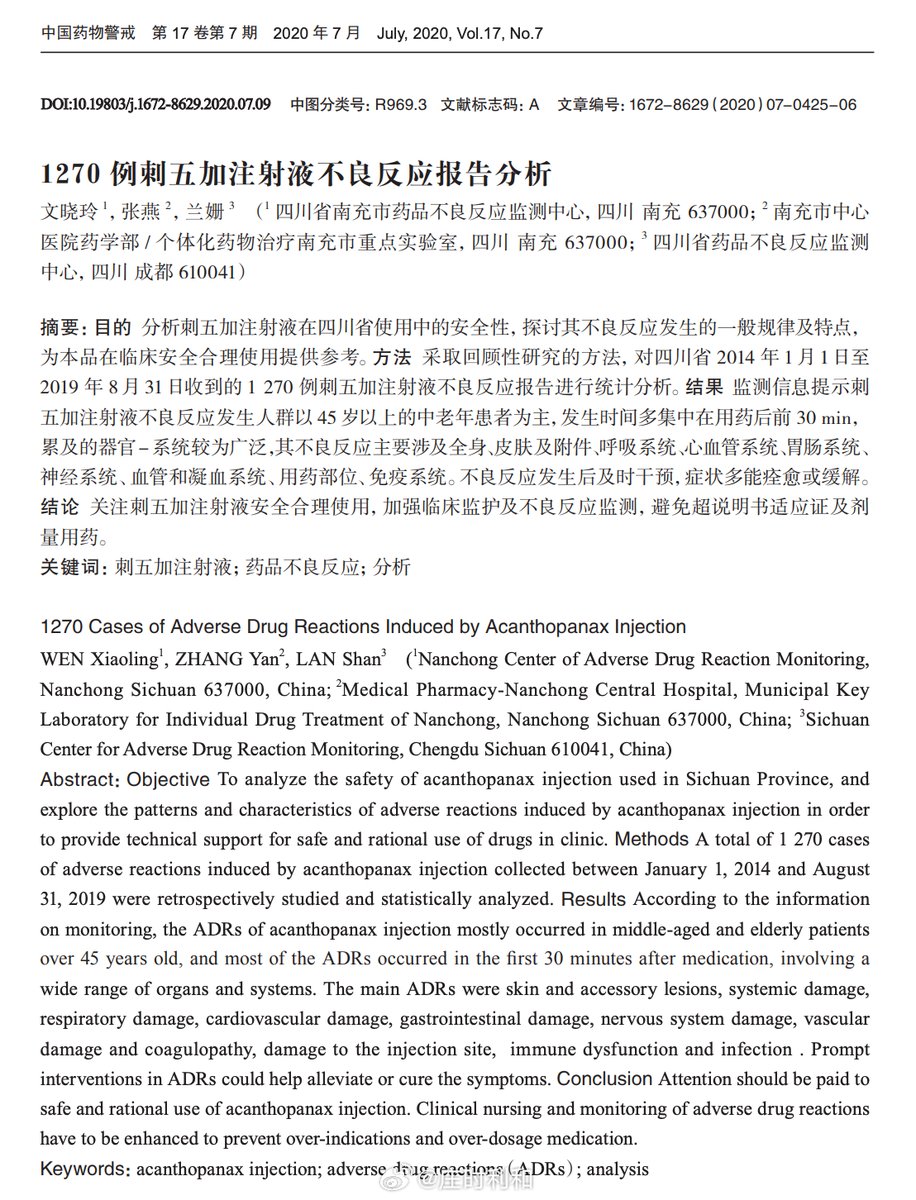 中国药物警戒 第 17 卷第 7 期 2020 年 7 月 July, 2020, Vol.17, No.7
DOI:10.19803/j.1672-8629.2020.07.09 中图分类号: R969.3 文献标志码: A 文章编号: 1672-8629(2020)07-0425-06
1270 例刺五加注射液不良反应报告分析
文晓玲1, 张燕2, 兰姗3 (1四川省南充市药品不良反应监测中心, 四川 南充 637000; 2南充市中心
医院药学部 / 个体化药物治疗南充市重点实验室, 四川 南充 637000; 3四川省药品不良反应监测
中心, 四川 成都 610041)
摘要: 目的 分析刺五加注射液在四川省使用中的安全性, 探讨其不良反应发生的一般规律及特点,
为本品在临床安全合理使用提供参考。方法 采取回顾性研究的方法, 对四川省 2014 年 1 月 1 日至
2019 年 8 月 31 日收到的 1 270 例刺五加注射液不良反应报告进行统计分析。结果 监测信息提示刺
五加注射液不良反应发生人群以 45 岁以上的中老年患者为主, 发生时间多集中在用药后前 30 min,
累及的器官-系统较为广泛, 其不良反应主要涉及全身、皮肤及附件、呼吸系统、心血管系统、胃肠系统、
神经系统、血管和凝血系统、用药部位、免疫系统。不良反应发生后及时干预, 症状多能痊愈或缓解。
结论 关注刺五加注射液安全合理使用, 加强临床监护及不良反应监测, 避免超说明书适应证及剂
量用药。
关键词: 刺五加注射液; 药品不良反应; 分析
1270 Cases of Adverse Drug Reactions Induced by Acanthopanax Injection
WEN Xiaoling1, ZHANG Yan2, LAN Shan3 (1Nanchong Center of Adverse Drug Reaction Monitoring,
Nanchong Sichuan 637000, China; 2Medical Pharmacy-Nanchong Central Hospital, Municipal Key
Laboratory for Individual Drug Treatment of Nanchong, Nanchong Sichuan 637000, China; 3Sichuan
Center for Adverse Drug Reaction Monitoring, Chengdu Sichuan 610041, China)
Abstract: Objective To analyze the safety of acanthopanax injection used in Sichuan Province, and
explore the patterns and characteristics of adverse reactions induced by acanthopanax injection in order
to provide technical support for safe and rational use of drugs in clinic. Methods A total of 1 270 cases
of adverse reactions induced by acanthopanax injection collected between January 1, 2014 and August
31, 2019 were retrospectively studied and statistically analyzed. Results According to the information
on monitoring, the ADRs of acanthopanax injection mostly occurred in middle-aged and elderly patients
over 45 years old, and most of the ADRs occurred in the first 30 minutes after medication, involving a
wide range of organs and systems. The main ADRs were skin and accessory lesions, systemic damage,
respiratory damage, cardiovascular damage, gastrointestinal damage, nervous system damage, vascular
damage and coagulopathy, damage to the injection site, immune dysfunction and infection . Prompt
interventions in ADRs could help alleviate or cure the symptoms. Conclusion Attention should be paid to
safe and rational use of acanthopanax injection. Clinical nursing and monitoring of adverse drug reactions
have to be enhanced to prevent over-indications and over-dosage medication.
Keywords: acanthopanax injection; adverse drug reactions(ADRs); analysis
@崖的利和